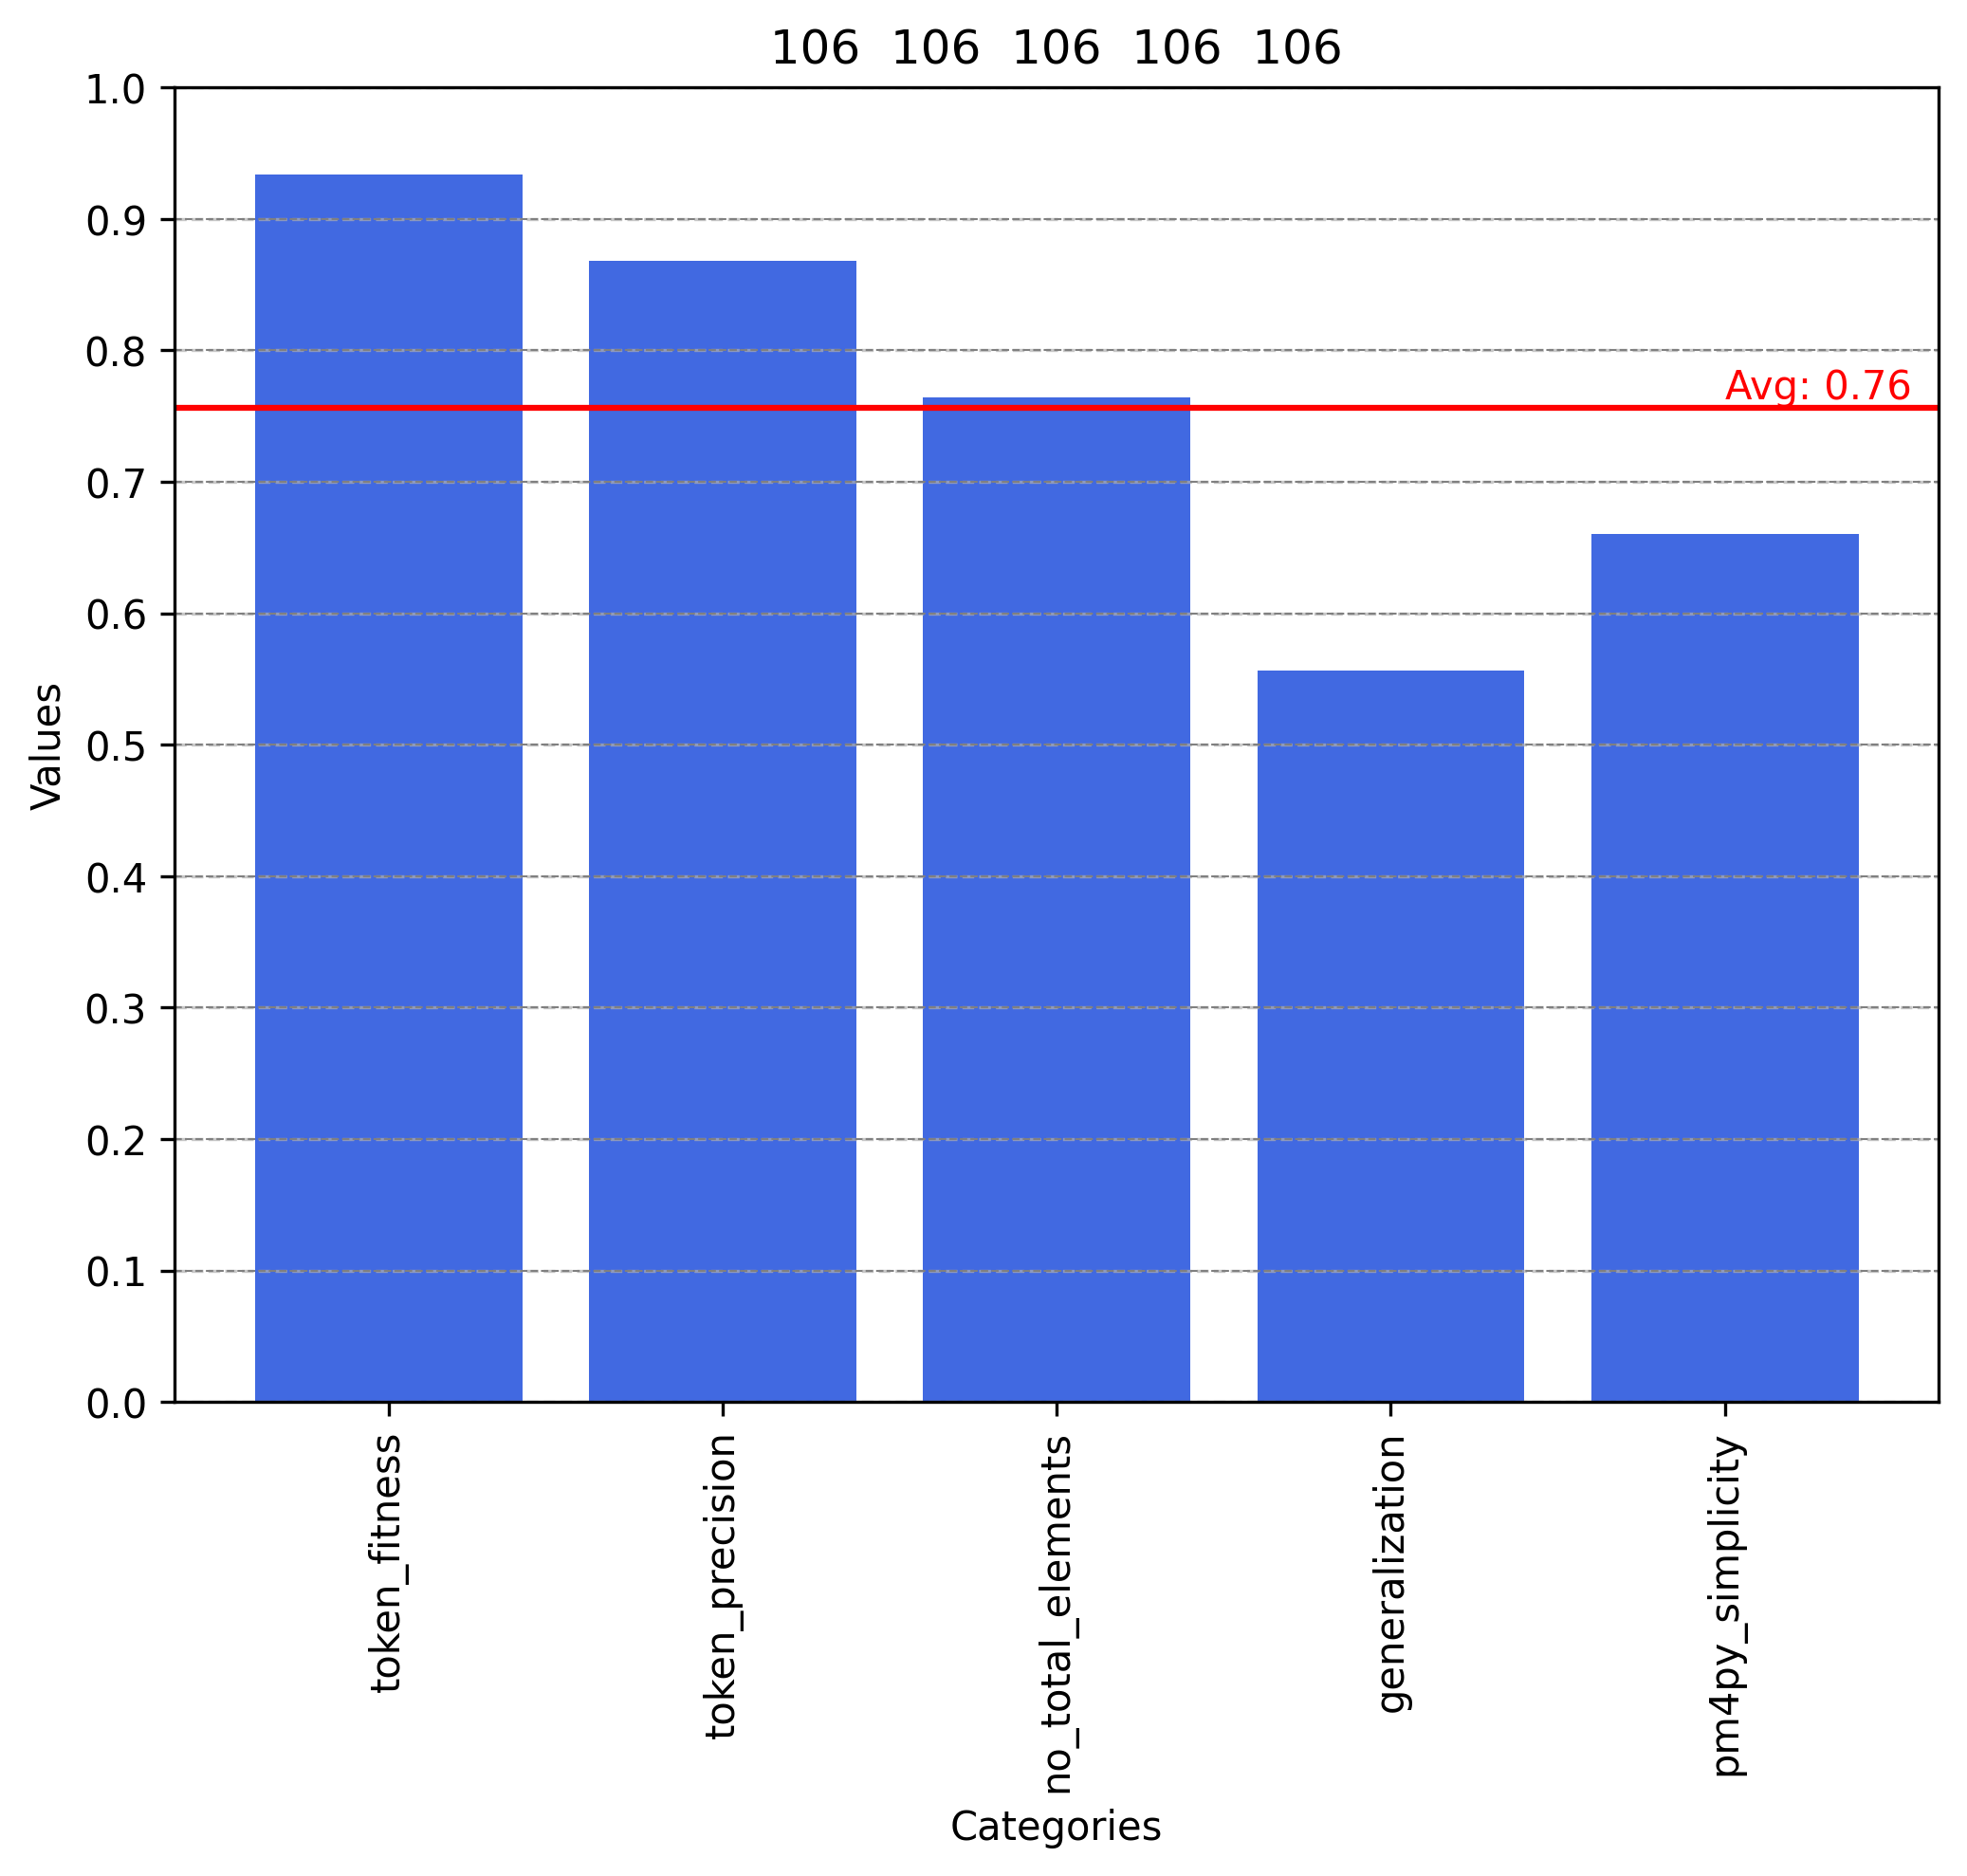 106 106 106 106 106
1.0
0.9
0.8
Avg: 0.76
0.7
0.6
0.5
0.4
0.3
0.2
0.1
0.0
Values
token_fitness
token_precision
no_total_elements
generalization
pm4py_simplicity
Categories